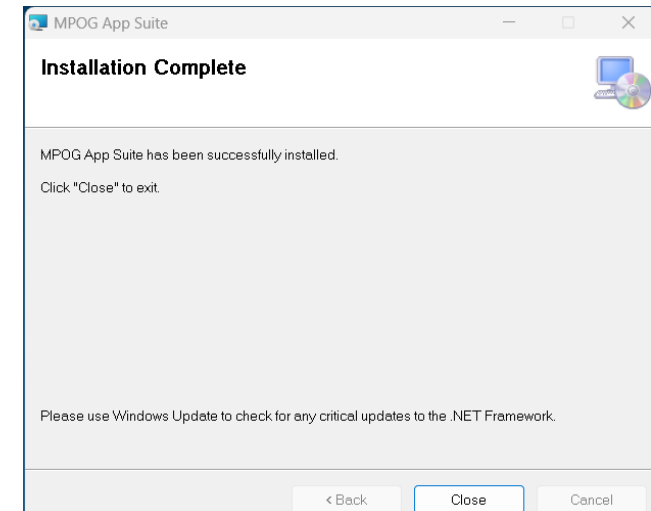 MPOG App Suite
Installation Complete
MPOG App Suite has been successfully installed.
Click "Close" to exit.
Please use Windows Update to check for any critical updates to the .NET Framework.
< Back
Close
Cancel